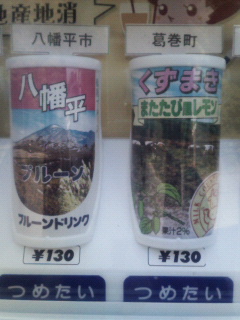 地産地消
八幡平市
葛巻町
八幡平
プルーン
プルーンドリンク
くずまき
またたび レモン
果汁2%
¥130
¥130
つめたい
つめたい